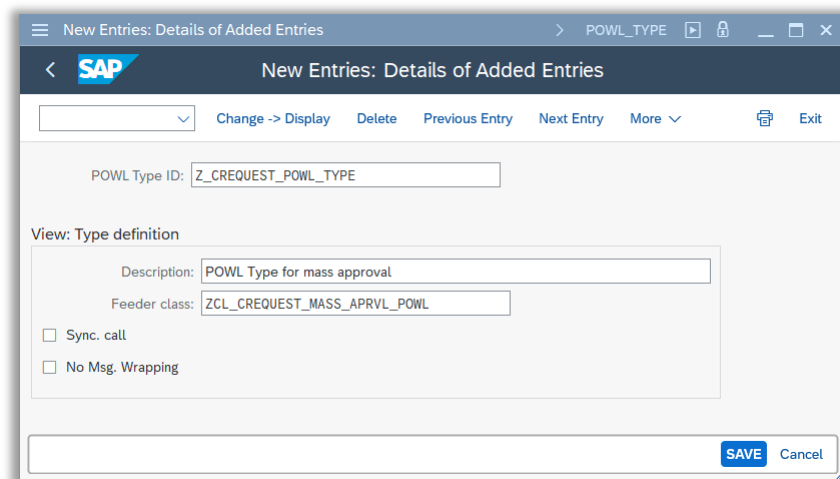 New Entries: Details of Added Entries POWL_TYPE
SAP New Entries: Details of Added Entries
Change -> Display Delete Previous Entry Next Entry More Exit
POWL Type ID: Z_CREQUEST_POWL_TYPE
View: Type definition
Description: POWL Type for mass approval
Feeder class: ZCL_CREQUEST_MASS_APRVL_POWL
Sync. call
No Msg. Wrapping
SAVE Cancel